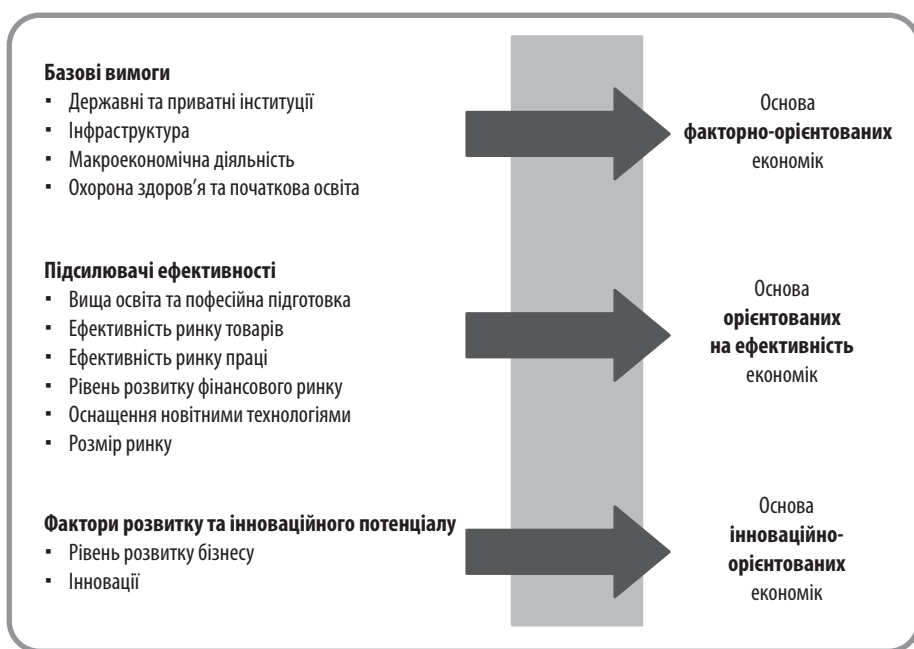 Базові вимоги
▪ Державні та приватні інституції
▪ Інфраструктура
▪ Макроекономічна діяльність
▪ Охорона здоров’я та початкова освіта
Основа
факторно-орієнтованих
економік
Підсилювачі ефективності
▪ Вища освіта та пофесійна підготовка
▪ Ефективність ринку товарів
▪ Ефективність ринку праці
▪ Рівень розвитку фінансового ринку
▪ Оснащення новітними технологіями
▪ Розмір ринку
Основа
орієнтованих
на ефективність
економік
Фактори розвитку та інноваційного потенціалу
▪ Рівень розвитку бізнесу
▪ Інновації
Основа
інноваційно-
орієнтованих
економік